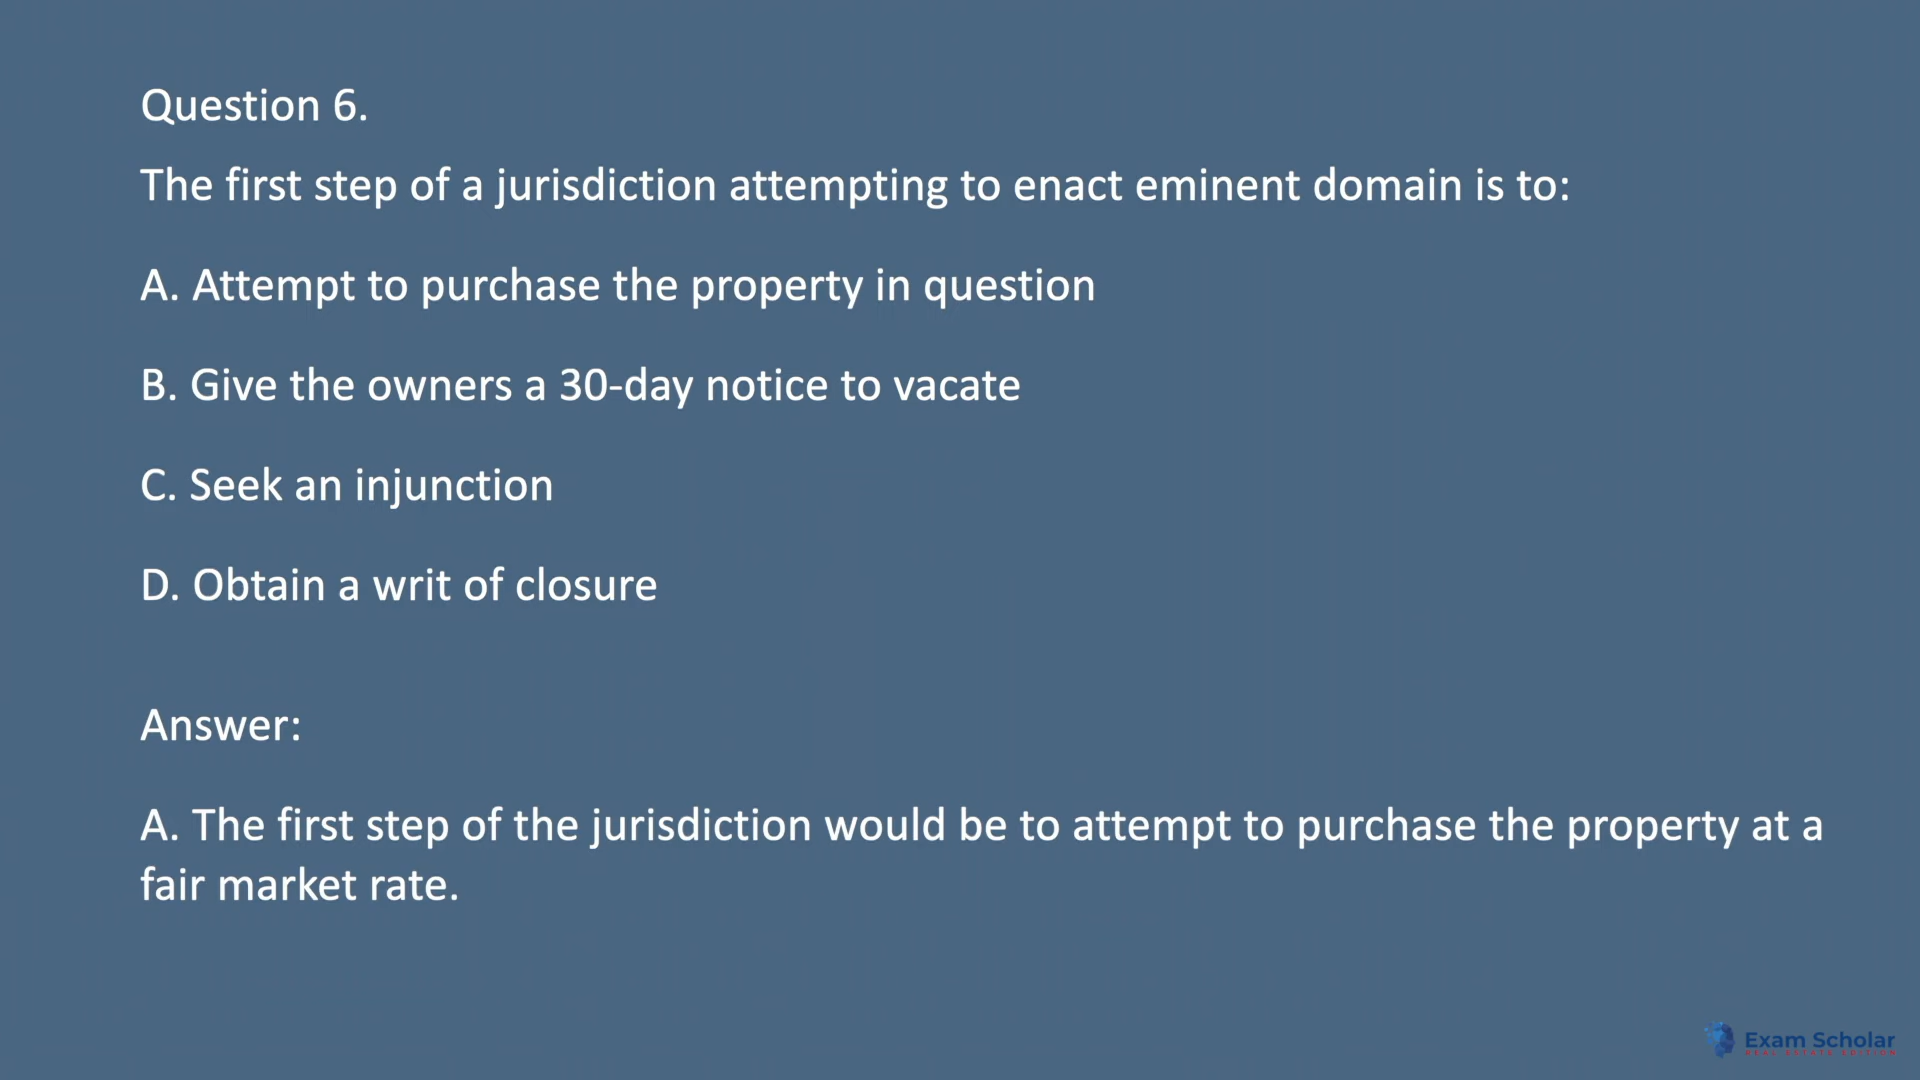 Question 6.
The first step of a jurisdiction attempting to enact eminent domain is to:
A. Attempt to purchase the property in question
B. Give the owners a 30-day notice to vacate
C. Seek an injunction
D. Obtain a writ of closure
Answer:
A. The first step of the jurisdiction would be to attempt to purchase the property at a
fair market rate.
Exam Scholar
REAL ESTATE EDITION